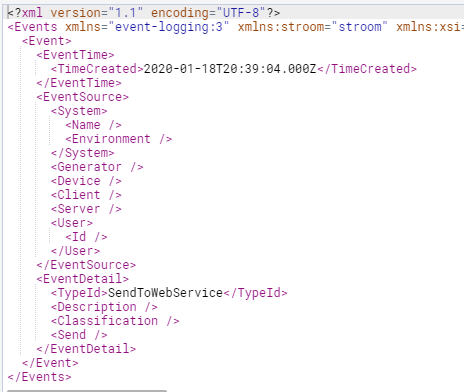 <?xml version="1.1" encoding="UTF-8"?>
<Events xmlns="event-logging:3" xmlns:stroom="stroom" xmlns:xsi=
<Event>
<EventTime>
<TimeCreated>2020-01-18T20:39:04.000Z</TimeCreated>
</EventTime>
<EventSource>
<System>
<Name />
<Environment />
</System>
<Generator />
<Device />
<Client />
<Server />
<User>
<Id />
</User>
</EventSource>
<EventDetail>
<TypeId>SendToWebService</TypeId>
<Description />
<Classification />
<Send />
</EventDetail>
</Event>
</Events>